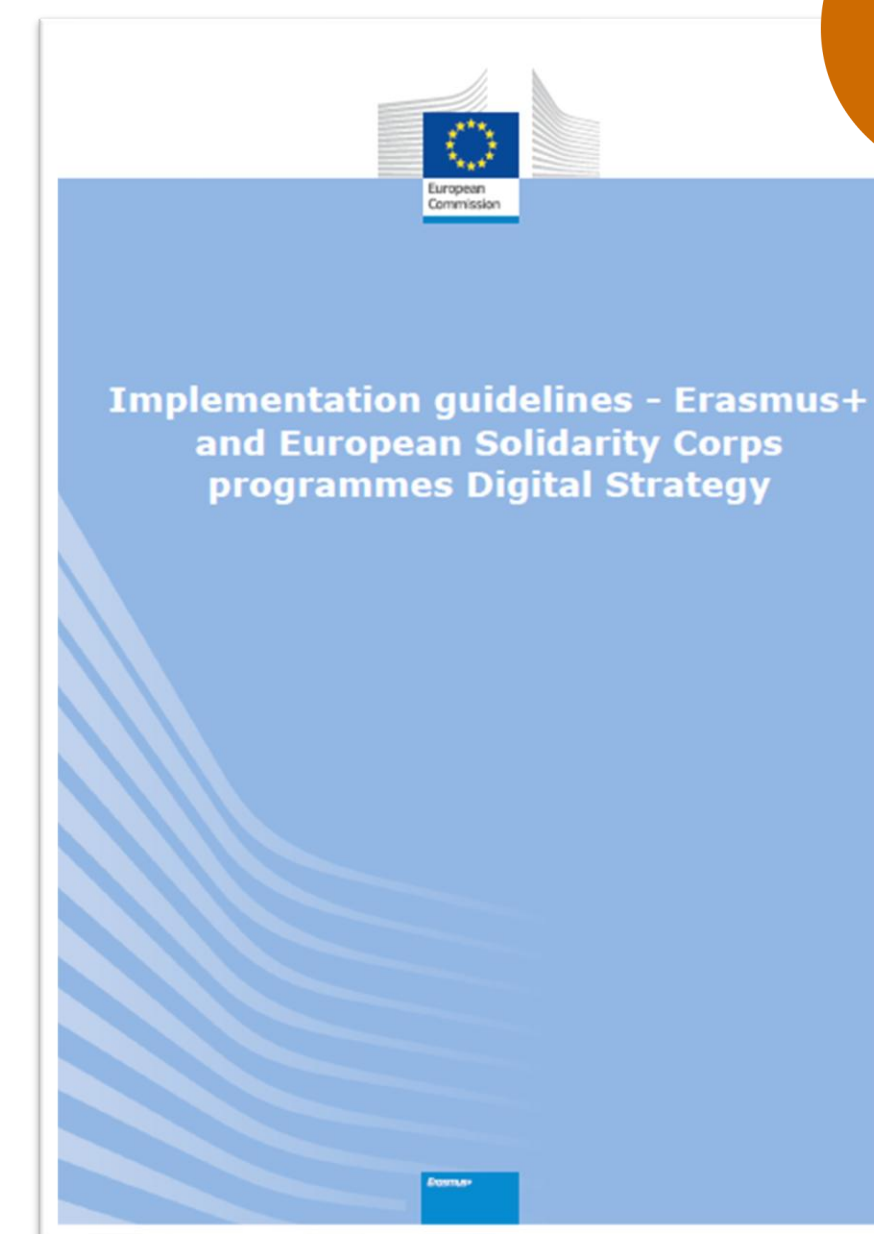 European
Commission
Implementation guidelines - Erasmus+
and European Solidarity Corps
programmes Digital Strategy
Erasmus+